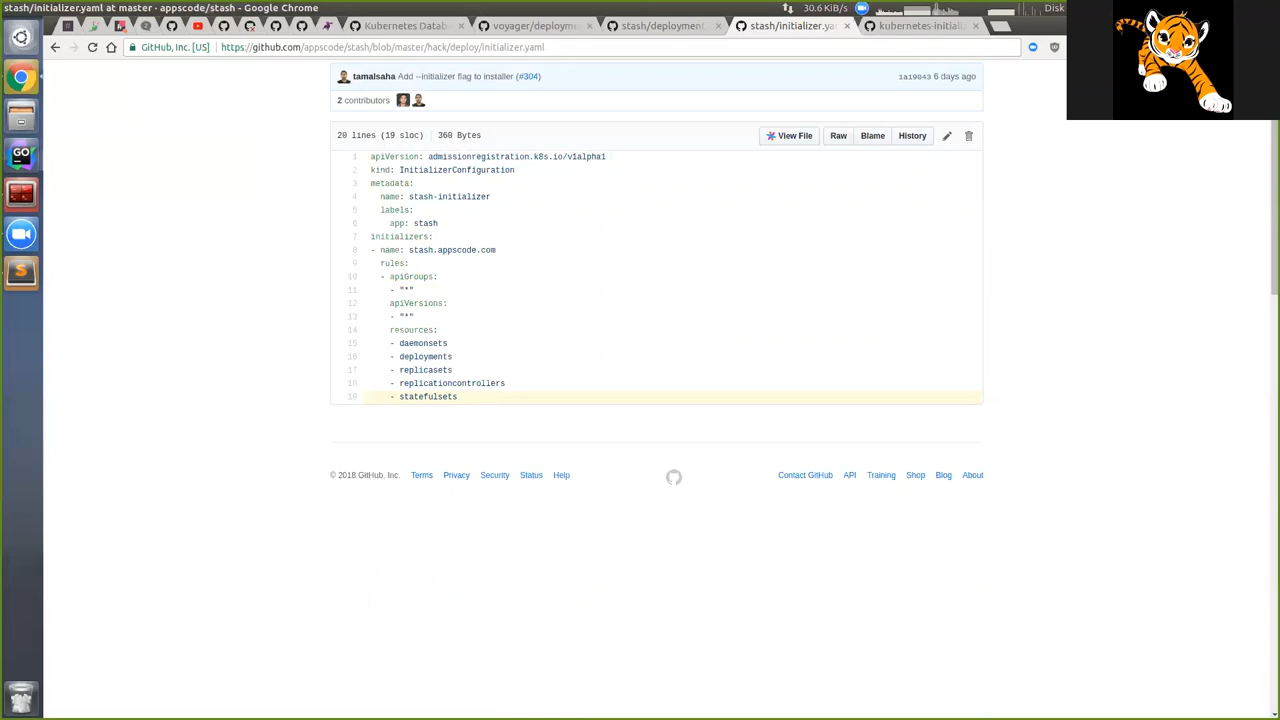 stash/initializer.yaml at master · appscode/stash - Google Chrome
30.6 KiB/s
Disk
Kubernetes Datab
voyager/deploym
stash/deployment
stash/initializer.ya
kubernetes-initiali
GitHub, Inc. [US]
https://github.com/appscode/stash/blob/master/hack/deploy/initializer.yaml
tamalsaha Add --initializer flag to installer (#304)
1a19043 6 days ago
2 contributors
20 lines (19 sloc) | 360 Bytes
View File
Raw
Blame
History
1 apiVersion: admissionregistration.k8s.io/v1alpha1
2 kind: InitializerConfiguration
3 metadata:
4 name: stash-initializer
5 labels:
6 app: stash
7 initializers:
8 - name: stash.appscode.com
9 rules:
10 - apiGroups:
11 - "*"
12 apiVersions:
13 - "*"
14 resources:
15 - daemonsets
16 - deployments
17 - replicasets
18 - replicationcontrollers
19 - statefulsets
© 2018 GitHub, Inc. Terms Privacy Security Status Help
Contact GitHub API Training Shop Blog About